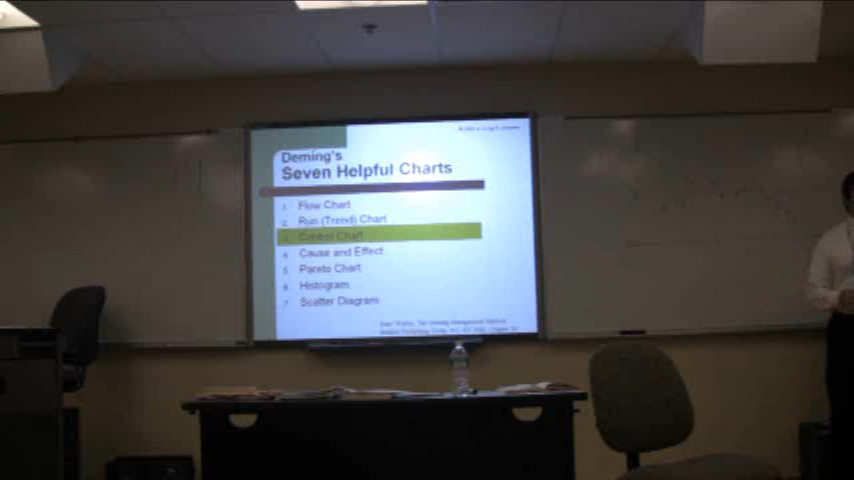 Deming's
Seven Helpful Charts
1. Flow Chart
2. Run (Trend) Chart
3. Control Chart
4. Cause and Effect
5. Pareto Chart
6. Histogram
7. Scatter Diagram